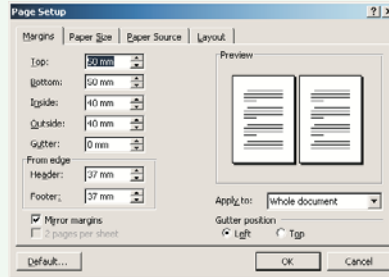 Page Setup
Margins
Paper Size
Paper Source
Layout
Top: 50 mm
Bottom: 50 mm
Inside: 40 mm
Outside: 40 mm
Gutter: 0 mm
From edge
Header: 37 mm
Footer: 37 mm
Mirror margins
2 pages per sheet
Preview
Apply to: Whole document
Gutter position
Left Top
Default...
OK
Cancel